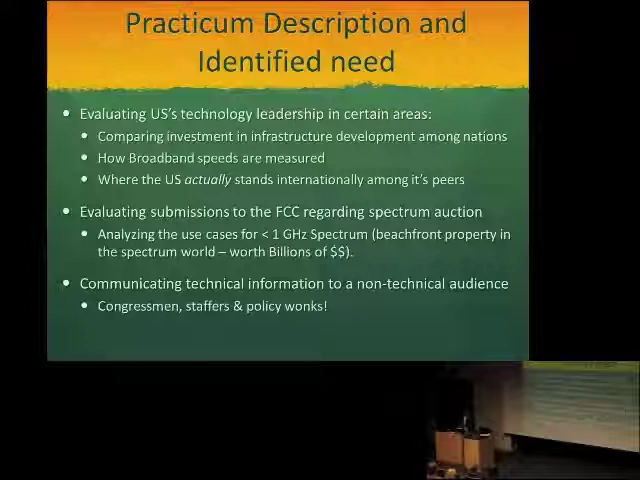 Practicum Description and
Identified need
• Evaluating US's technology leadership in certain areas:
• Comparing investment in infrastructure development among nations
• How Broadband speeds are measured
• Where the US actually stands internationally among it's peers
• Evaluating submissions to the FCC regarding spectrum auction
• Analyzing the use cases for < 1 GHz Spectrum (beachfront property in
the spectrum world – worth Billions of $$).
• Communicating technical information to a non-technical audience
• Congressmen, staffers & policy wonks!